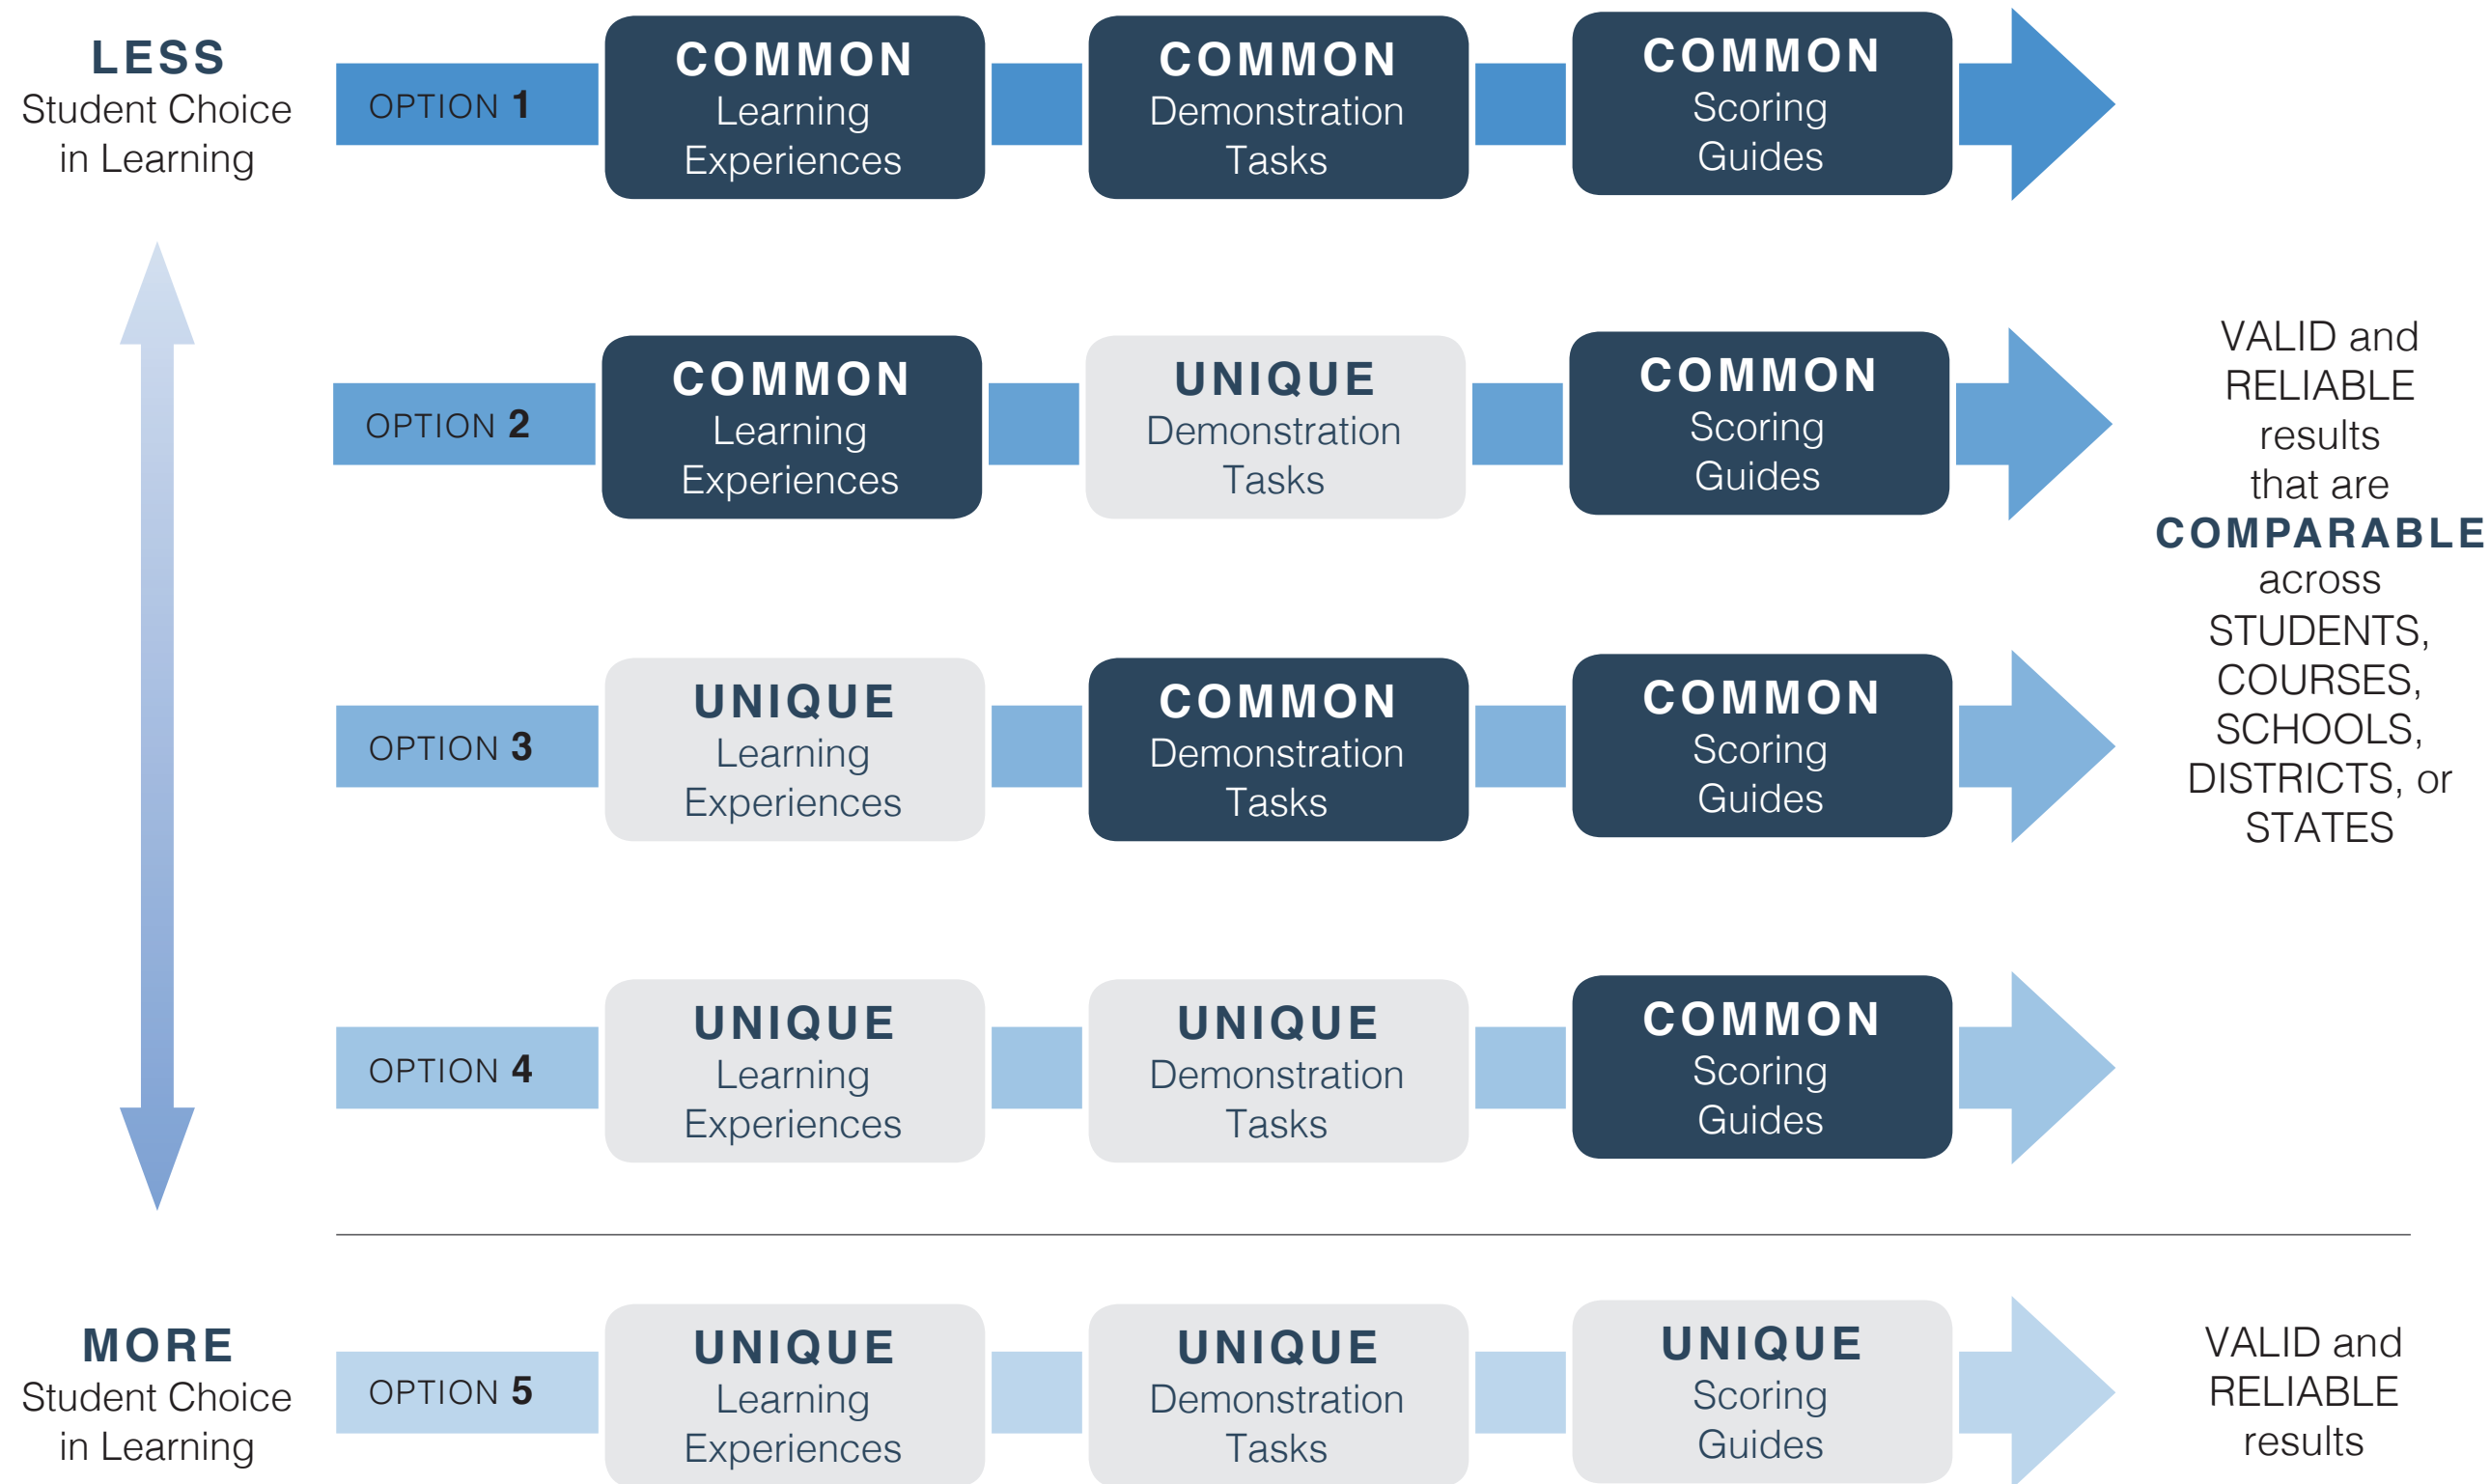 LESS
Student Choice
in Learning
OPTION 1
COMMON
Learning
Experiences
COMMON
Demonstration
Tasks
COMMON
Scoring
Guides
OPTION 2
COMMON
Learning
Experiences
UNIQUE
Demonstration
Tasks
COMMON
Scoring
Guides
OPTION 3
UNIQUE
Learning
Experiences
COMMON
Demonstration
Tasks
COMMON
Scoring
Guides
OPTION 4
UNIQUE
Learning
Experiences
UNIQUE
Demonstration
Tasks
COMMON
Scoring
Guides
VALID and
RELIABLE
results
that are
COMPARABLE
across
STUDENTS,
COURSES,
SCHOOLS,
DISTRICTS, or
STATES
MORE
Student Choice
in Learning
OPTION 5
UNIQUE
Learning
Experiences
UNIQUE
Demonstration
Tasks
UNIQUE
Scoring
Guides
VALID and
RELIABLE
results